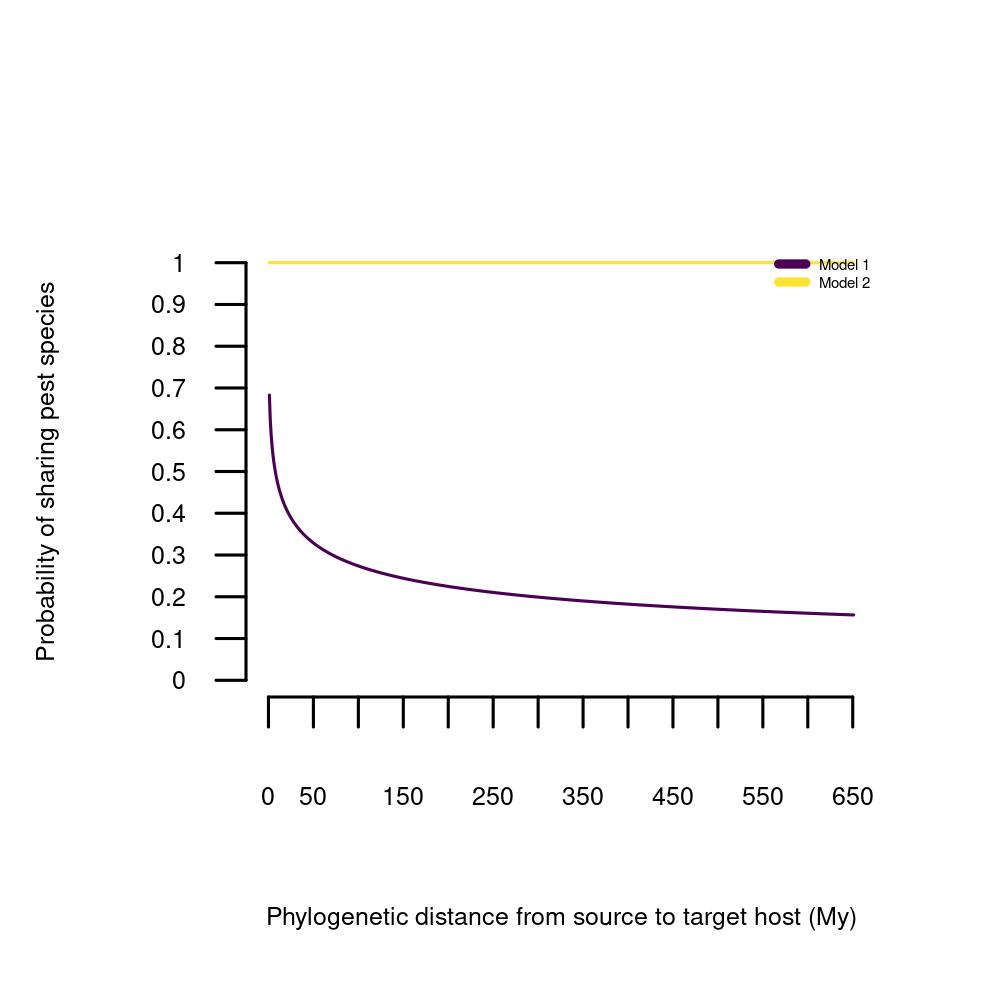 Model 1
Model 2
Probability of sharing pest species
1
0.9
0.8
0.7
0.6
0.5
0.4
0.3
0.2
0.1
0
0 50 150 250 350 450 550 650
Phylogenetic distance from source to target host (My)